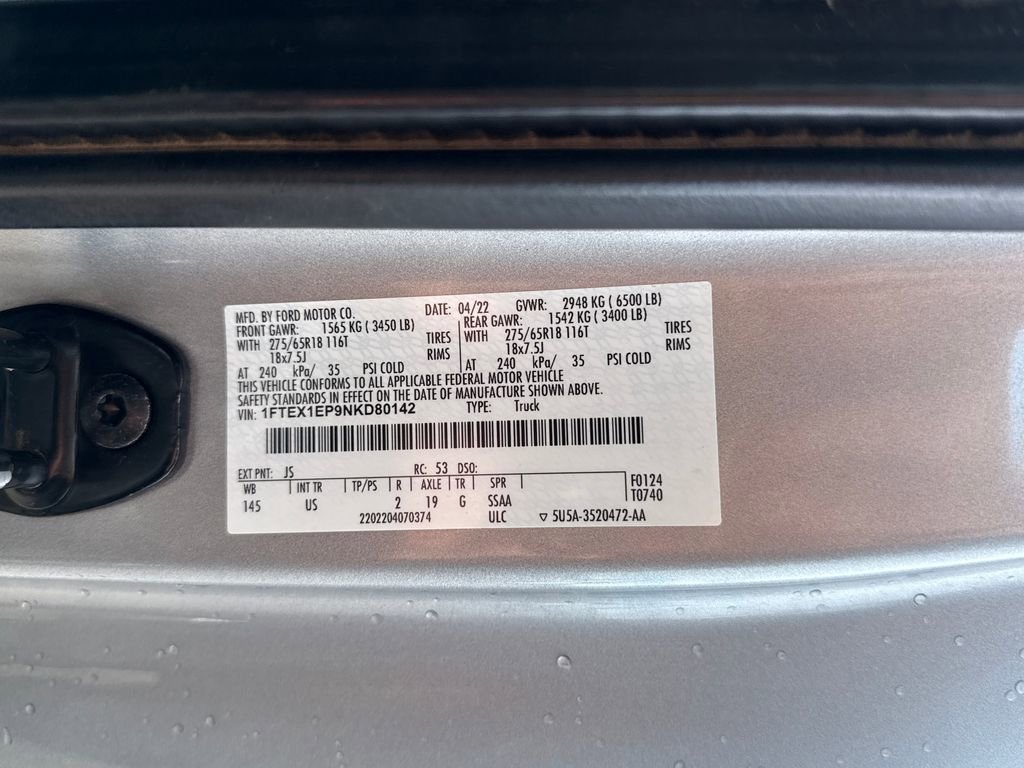 MFD. BY FORD MOTOR CO. DATE: 04/22 GVWR: 2948 KG ( 6500 LB)
FRONT GAWR: 1565 KG ( 3450 LB) REAR GAWR: 1542 KG ( 3400 LB)
WITH 275/65R18 116T TIRES WITH 275/65R18 116T TIRES
18x7.5J RIMS 18x7.5J RIMS
AT 240 kPa/ 35 PSI COLD AT 240 kPa/ 35 PSI COLD
THIS VEHICLE CONFORMS TO ALL APPLICABLE FEDERAL MOTOR VEHICLE
SAFETY STANDARDS IN EFFECT ON THE DATE OF MANUFACTURE SHOWN ABOVE.
VIN: 1FTEX1EP9NKD80142 TYPE: Truck
EXT PNT: JS RC: 53 DSO:
WB INT TR TP/PS R AXLE TR SPR F0124
145 US 2 19 G SSAA T0740
2202204070374 ULC ▽ 5U5A-3520472-AA